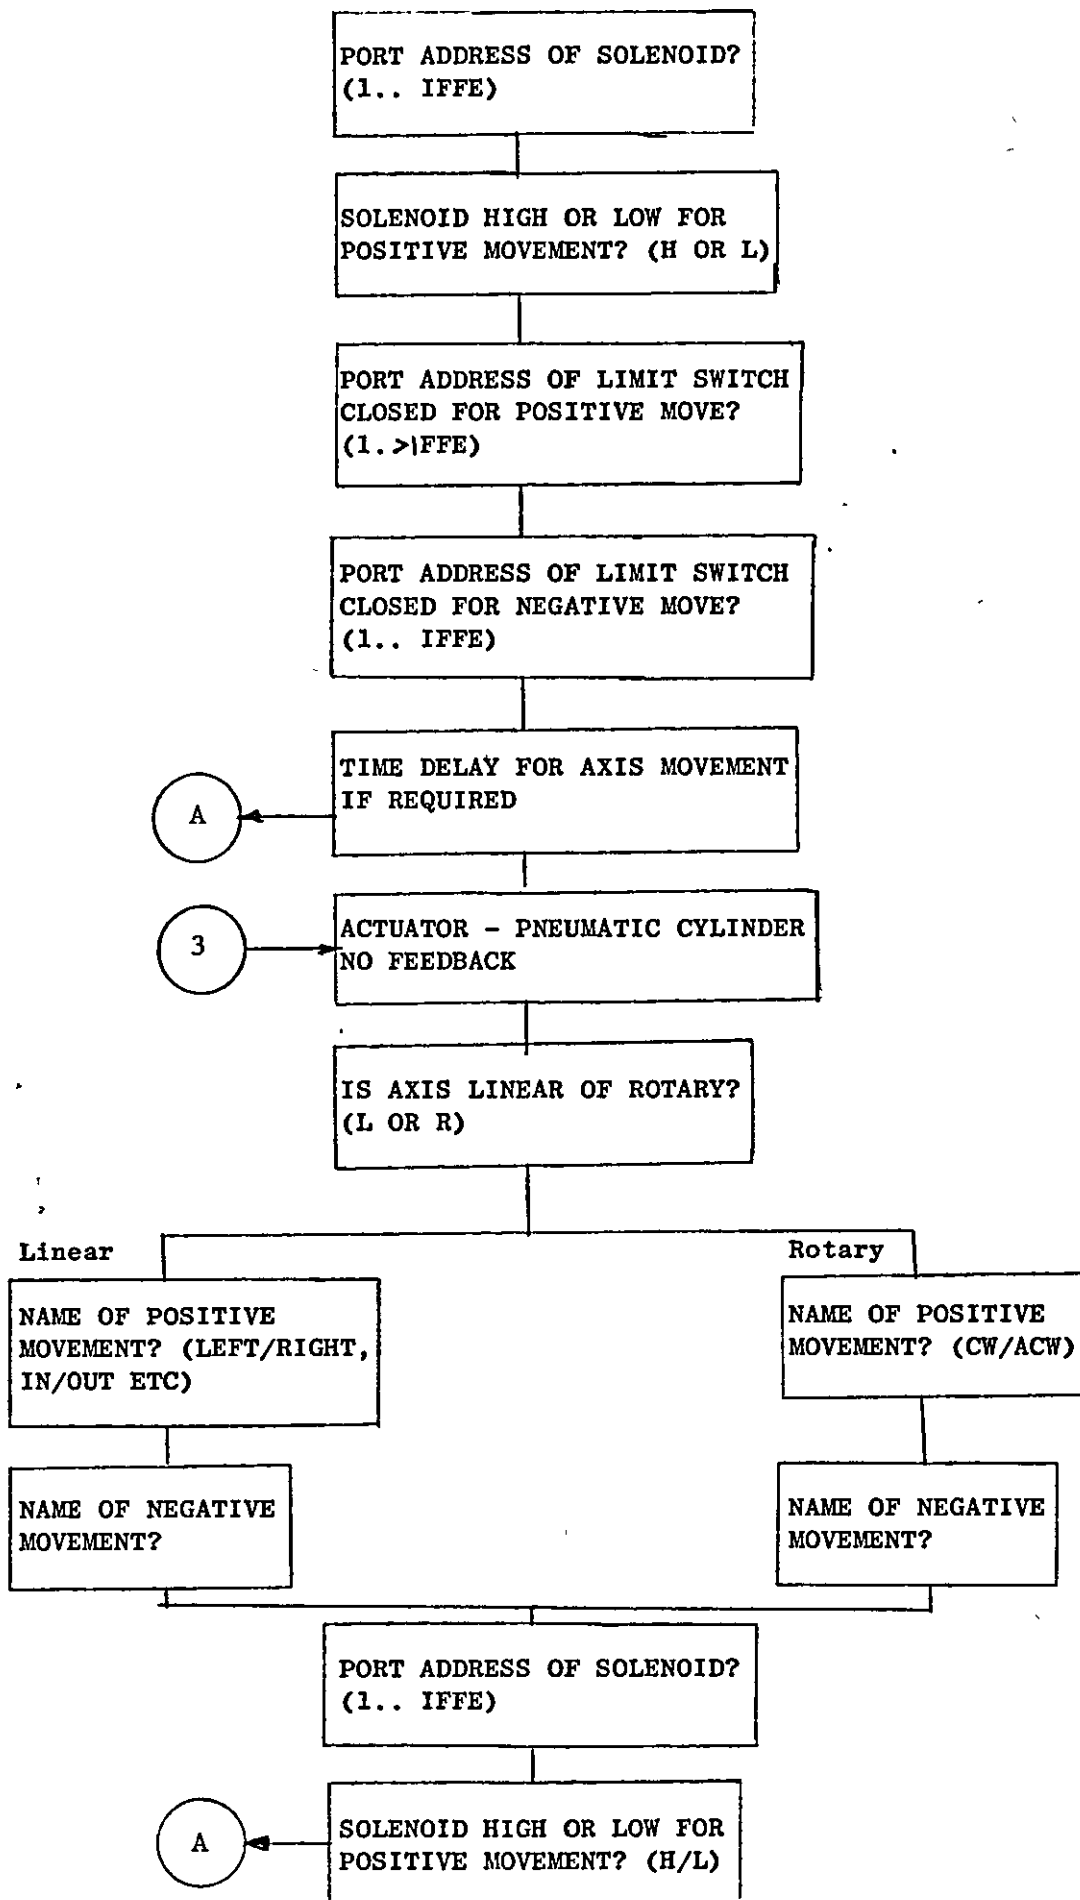 PORT ADDRESS OF SOLENOID?
(1.. IFFE)
SOLENOID HIGH OR LOW FOR
POSITIVE MOVEMENT? (H OR L)
PORT ADDRESS OF LIMIT SWITCH
CLOSED FOR POSITIVE MOVE?
(1.>|FFE)
PORT ADDRESS OF LIMIT SWITCH
CLOSED FOR NEGATIVE MOVE?
(1.. IFFE)
TIME DELAY FOR AXIS MOVEMENT
IF REQUIRED
A
3
ACTUATOR - PNEUMATIC CYLINDER
NO FEEDBACK
IS AXIS LINEAR OF ROTARY?
(L OR R)
Linear
Rotary
NAME OF POSITIVE
MOVEMENT? (LEFT/RIGHT,
IN/OUT ETC)
NAME OF POSITIVE
MOVEMENT? (CW/ACW)
NAME OF NEGATIVE
MOVEMENT?
NAME OF NEGATIVE
MOVEMENT?
PORT ADDRESS OF SOLENOID?
(1.. IFFE)
A
SOLENOID HIGH OR LOW FOR
POSITIVE MOVEMENT? (H/L)